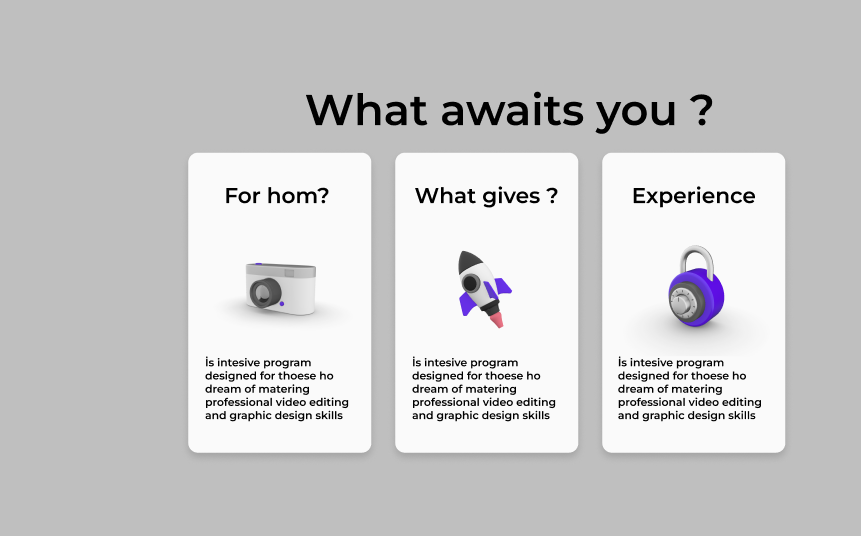 What awaits you ?
For hom?
İs intesive program
designed for thoese ho
dream of matering
professional video editing
and graphic design skills
What gives ?
İs intesive program
designed for thoese ho
dream of matering
professional video editing
and graphic design skills
Experience
İs intesive program
designed for thoese ho
dream of matering
professional video editing
and graphic design skills